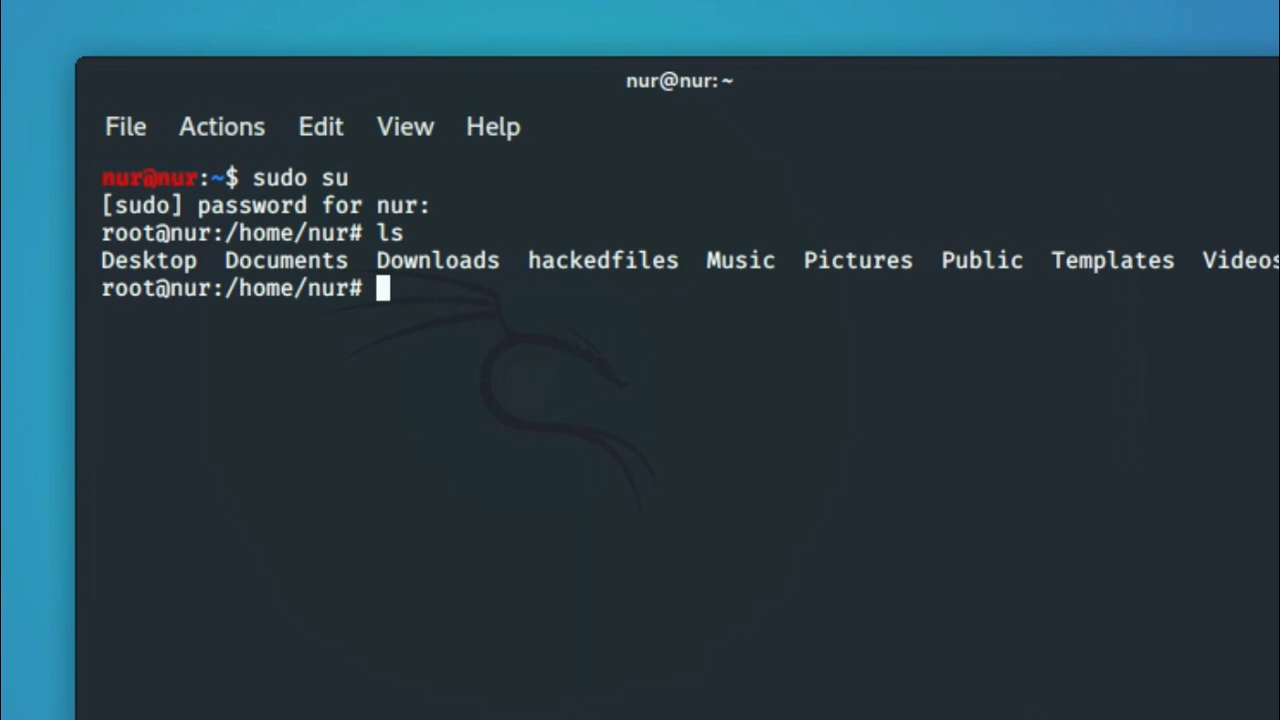 nur@nur: ~
File Actions Edit View Help
nur@nur:~$ sudo su
[sudo] password for nur:
root@nur:/home/nur# ls
Desktop Documents Downloads hackedfiles Music Pictures Public Templates Videos
root@nur:/home/nur#